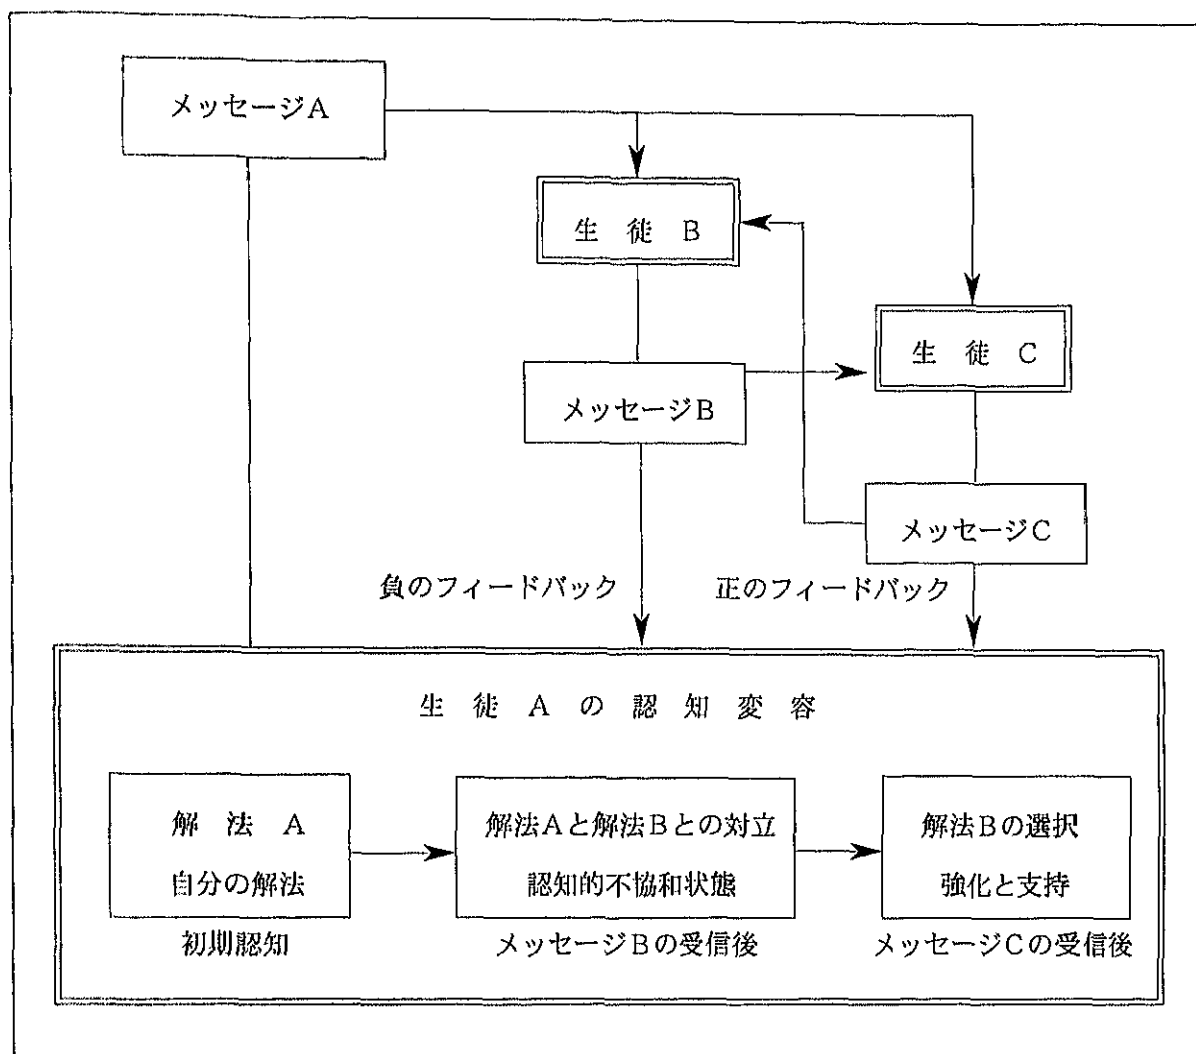 メッセージA
生 徒 B
生 徒 C
メッセージB
メッセージC
負のフィードバック
正のフィードバック
生 徒 A の 認 知 変 容
解 法 A
自分の解法
初期認知
解法Aと解法Bとの対立
認知的不協和状態
メッセージBの受信後
解法Bの選択
強化と支持
メッセージCの受信後